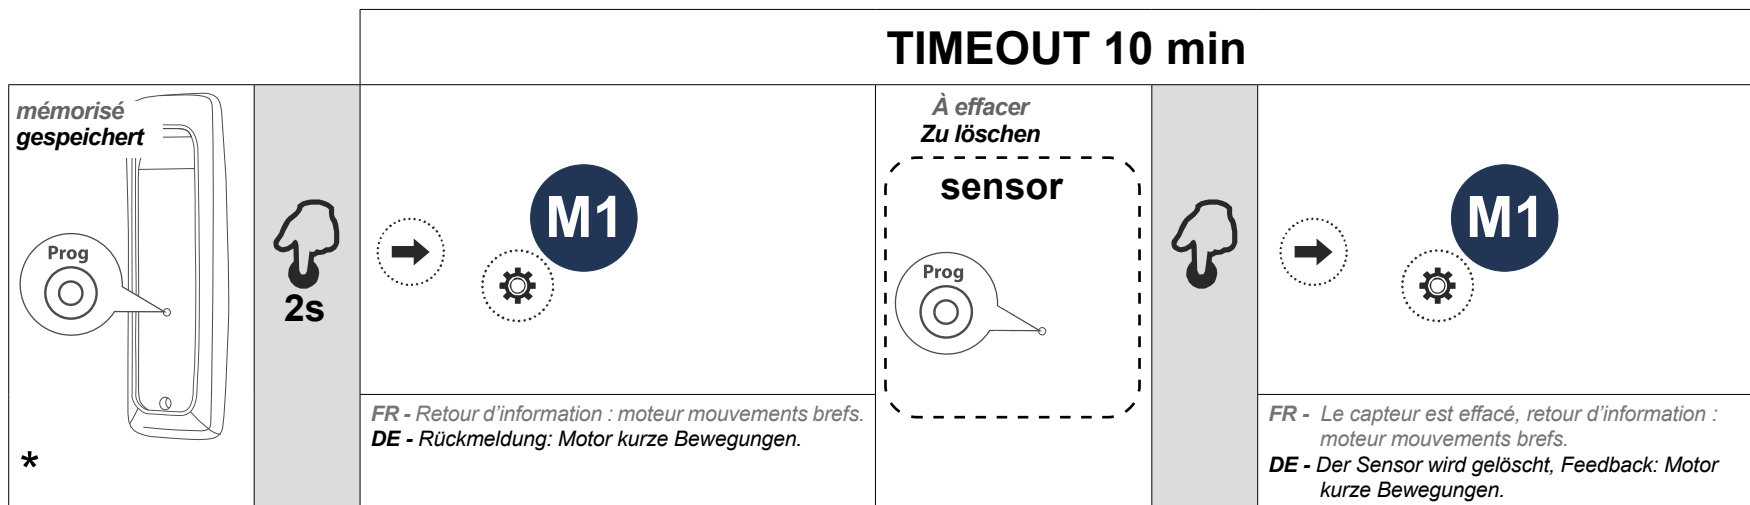 TIMEOUT 10 min
mémorisé
gespeichert
Prog
*
2s
M1
FR - Retour d’information : moteur mouvements brefs.
DE - Rückmeldung: Motor kurze Bewegungen.
À effacer
Zu löschen
sensor
Prog
M1
FR - Le capteur est effacé, retour d’information :
moteur mouvements brefs.
DE - Der Sensor wird gelöscht, Feedback: Motor
kurze Bewegungen.